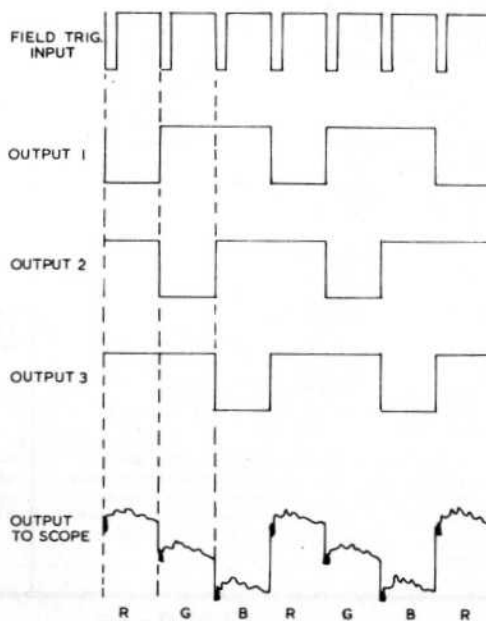 FIELD TRIG.
INPUT
OUTPUT 1
OUTPUT 2
OUTPUT 3
OUTPUT
TO SCOPE
R G B R G B R